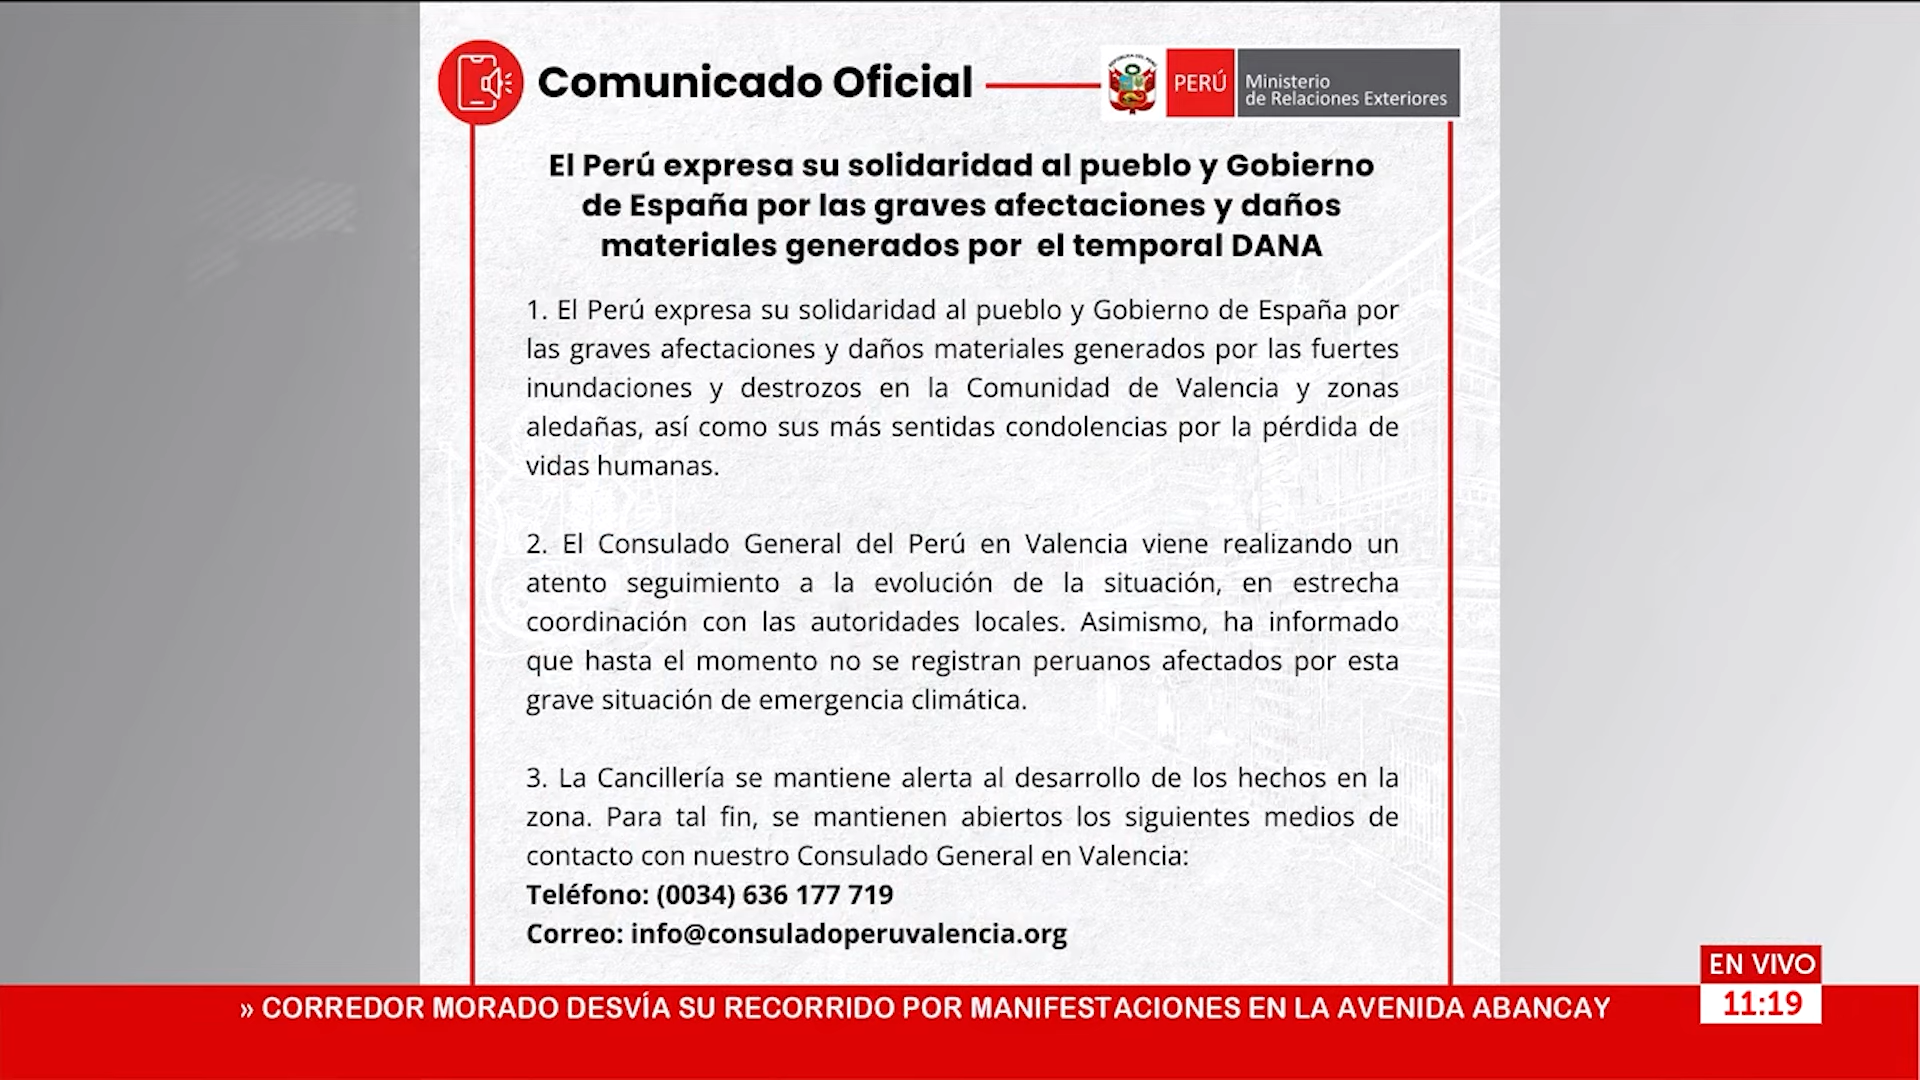 Comunicado Oficial
PERÚ
Ministerio
de Relaciones Exteriores
El Perú expresa su solidaridad al pueblo y Gobierno
de España por las graves afectaciones y daños
materiales generados por el temporal DANA
1. El Perú expresa su solidaridad al pueblo y Gobierno de España por
las graves afectaciones y daños materiales generados por las fuertes
inundaciones y destrozos en la Comunidad de Valencia y zonas
aledañas, así como sus más sentidas condolencias por la pérdida de
vidas humanas.
2. El Consulado General del Perú en Valencia viene realizando un
atento seguimiento a la evolución de la situación, en estrecha
coordinación con las autoridades locales. Asimismo, ha informado
que hasta el momento no se registran peruanos afectados por esta
grave situación de emergencia climática.
3. La Cancillería se mantiene alerta al desarrollo de los hechos en la
zona. Para tal fin, se mantienen abiertos los siguientes medios de
contacto con nuestro Consulado General en Valencia:
Teléfono: (0034) 636 177 719
Correo: info@consuladoperuvalencia.org
EN VIVO
11:19
» CORREDOR MORADO DESVÍA SU RECORRIDO POR MANIFESTACIONES EN LA AVENIDA ABANCAY